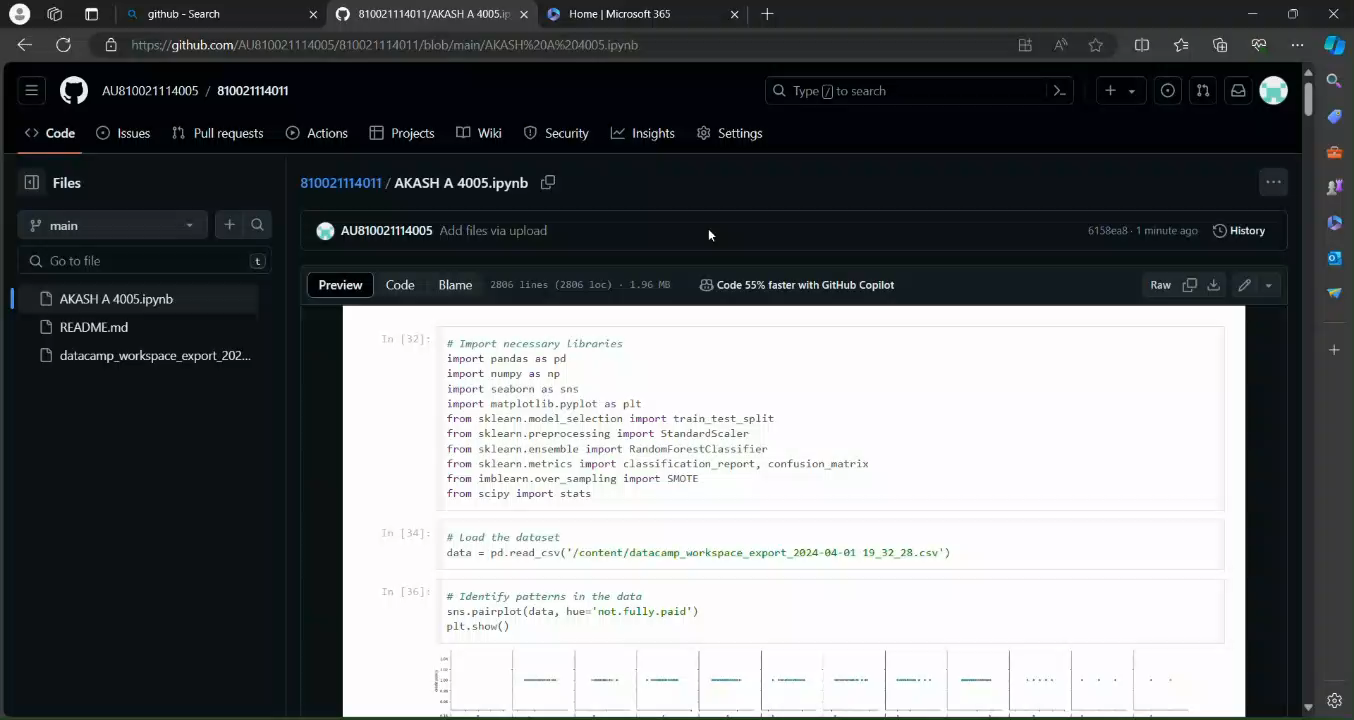 github - Search
810021114011/AKASH A 4005.ip
Home | Microsoft 365
https://github.com/AU810021114005/810021114011/blob/main/AKASH%20A%204005.ipynb
AU810021114005 / 810021114011
Type / to search
Code
Issues
Pull requests
Actions
Projects
Wiki
Security
Insights
Settings
Files
810021114011 / AKASH A 4005.ipynb
main
AU810021114005 Add files via upload
6158ea8 · 1 minute ago
History
Go to file
t
Preview
Code
Blame
2806 lines (2806 loc) · 1.96 MB
Code 55% faster with GitHub Copilot
Raw
AKASH A 4005.ipynb
README.md
datacamp_workspace_export_202...
In [32]:
# Import necessary libraries
import pandas as pd
import numpy as np
import seaborn as sns
import matplotlib.pyplot as plt
from sklearn.model_selection import train_test_split
from sklearn.preprocessing import StandardScaler
from sklearn.ensemble import RandomForestClassifier
from sklearn.metrics import classification_report, confusion_matrix
from imblearn.over_sampling import SMOTE
from scipy import stats
In [34]:
# Load the dataset
data = pd.read_csv('/content/datacamp_workspace_export_2024-04-01 19_32_28.csv')
In [36]:
# Identify patterns in the data
sns.pairplot(data, hue='not.fully.paid')
plt.show()